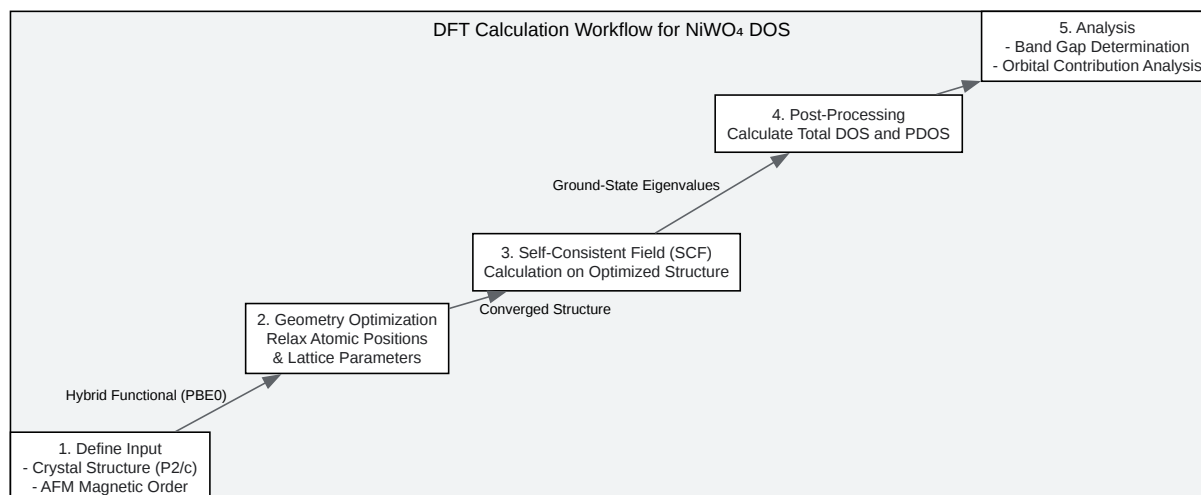 DFT Calculation Workflow for NiWO₄ DOS
5. Analysis
- Band Gap Determination
- Orbital Contribution Analysis
4. Post-Processing
Calculate Total DOS and PDOS
Ground-State Eigenvalues
3. Self-Consistent Field (SCF)
Calculation on Optimized Structure
Converged Structure
2. Geometry Optimization
Relax Atomic Positions
& Lattice Parameters
Hybrid Functional (PBE0)
1. Define Input
- Crystal Structure (P2/c)
- AFM Magnetic Order